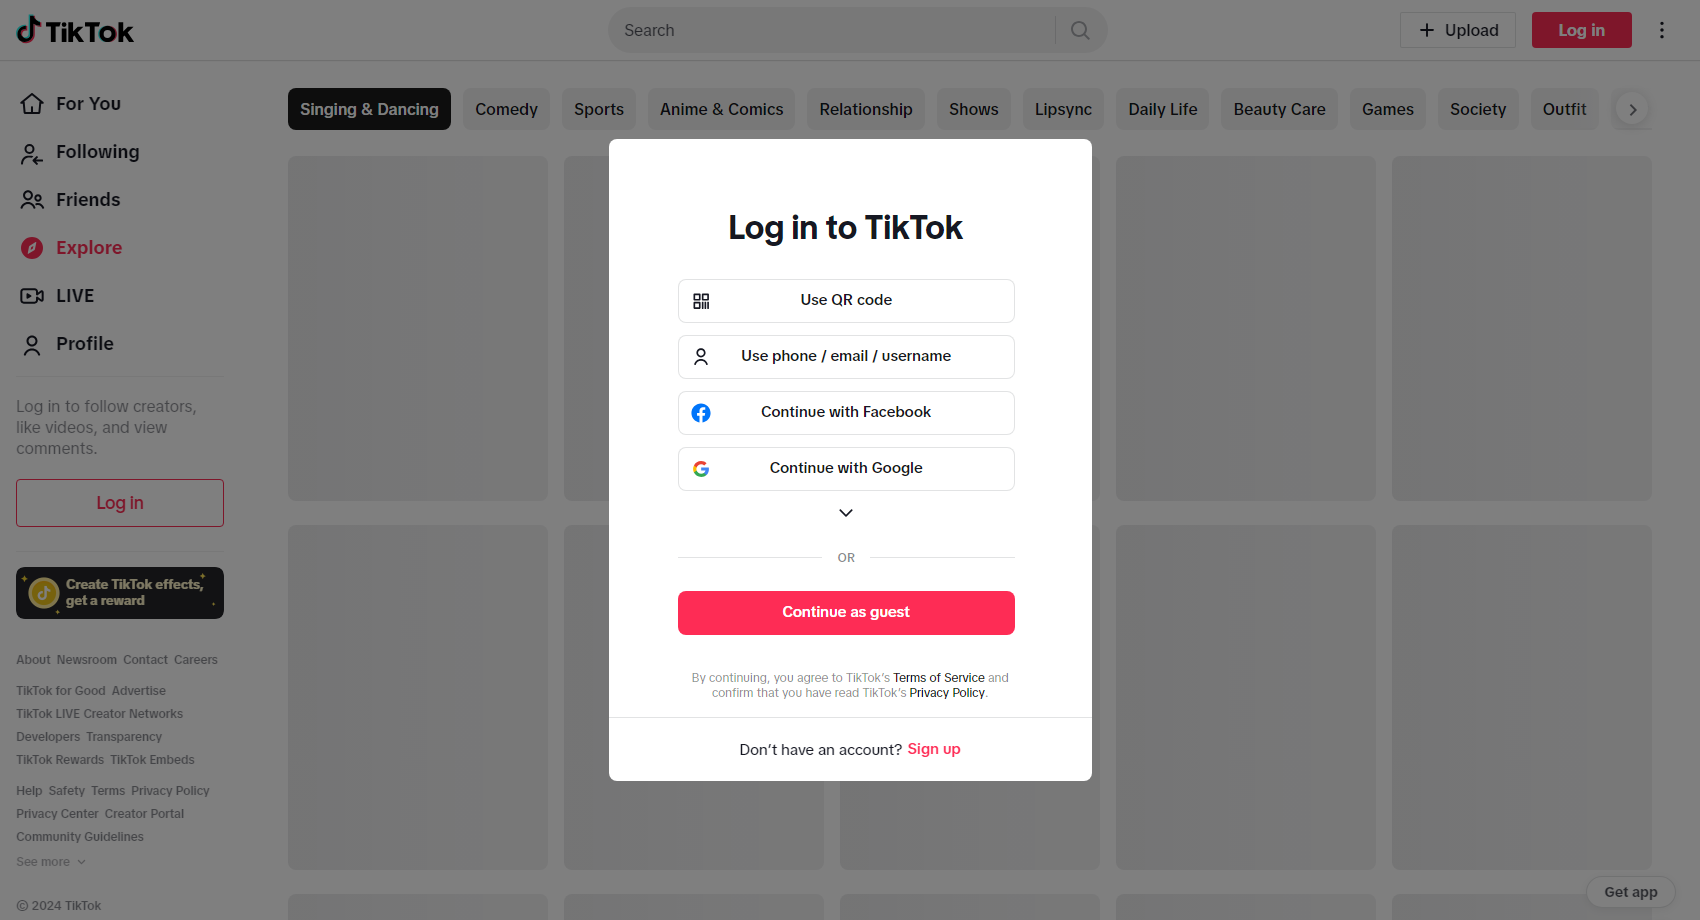 TikTok
Search
Upload
Log in
For You
Following
Friends
Explore
LIVE
Profile
Log in to follow creators,
like videos, and view
comments.
Log in
Create TikTok effects,
get a reward
About Newsroom Contact Careers
TikTok for Good Advertise
TikTok LIVE Creator Networks
Developers Transparency
TikTok Rewards TikTok Embeds
Help Safety Terms Privacy Policy
Privacy Center Creator Portal
Community Guidelines
See more
© 2024 TikTok
Singing & Dancing Comedy Sports Anime & Comics Relationship Shows Lipsync Daily Life Beauty Care Games Society Outfit
Log in to TikTok
Use QR code
Use phone / email / username
Continue with Facebook
Continue with Google
OR
Continue as guest
By continuing, you agree to TikTok’s Terms of Service and
confirm that you have read TikTok’s Privacy Policy.
Don’t have an account? Sign up
Get app